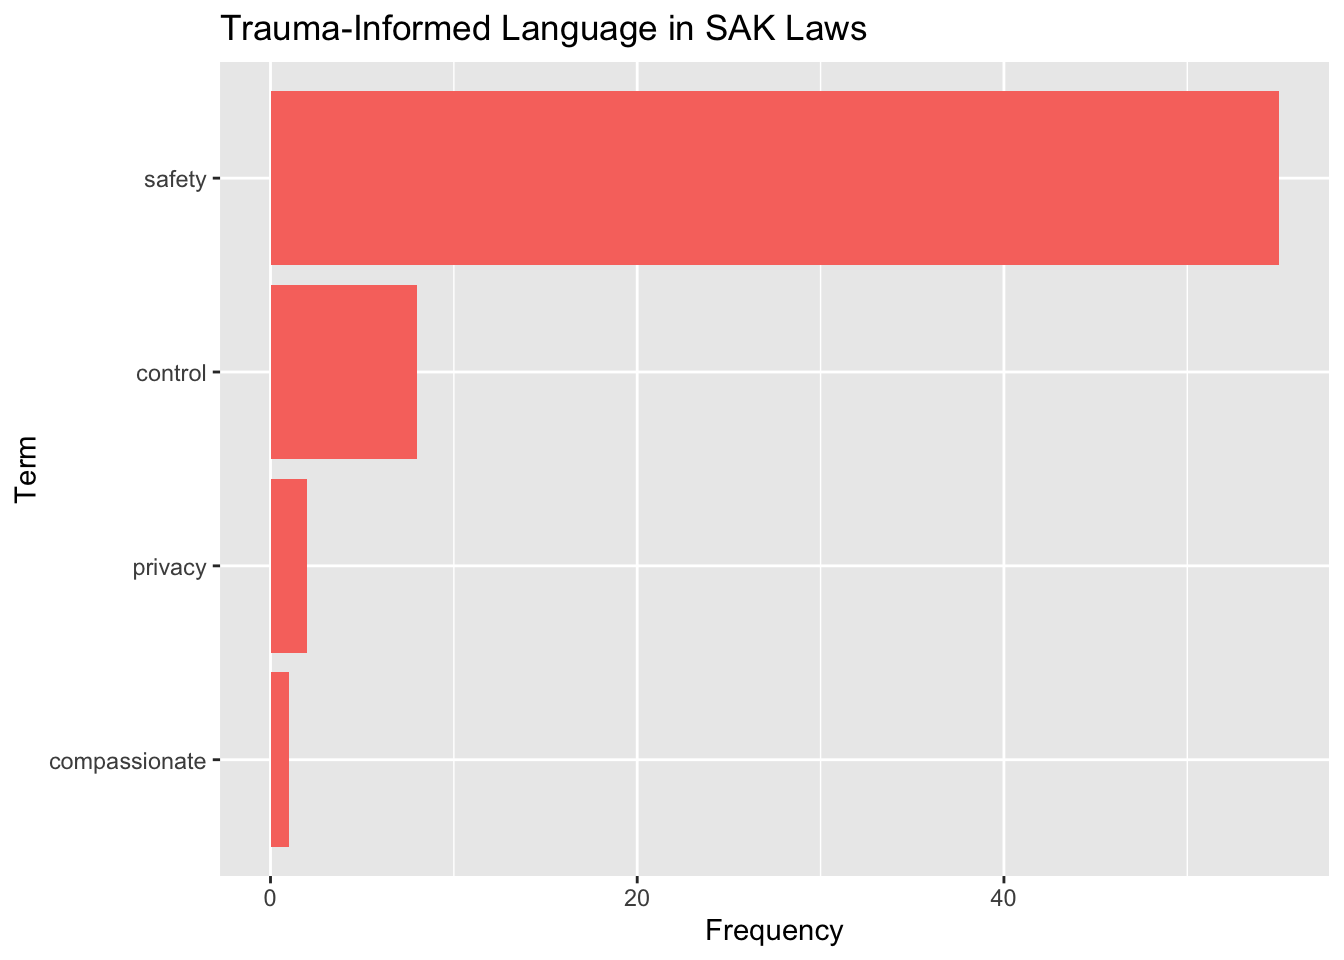 Trauma-Informed Language in SAK Laws
Term
safety
control
privacy
compassionate
0
20
40
Frequency